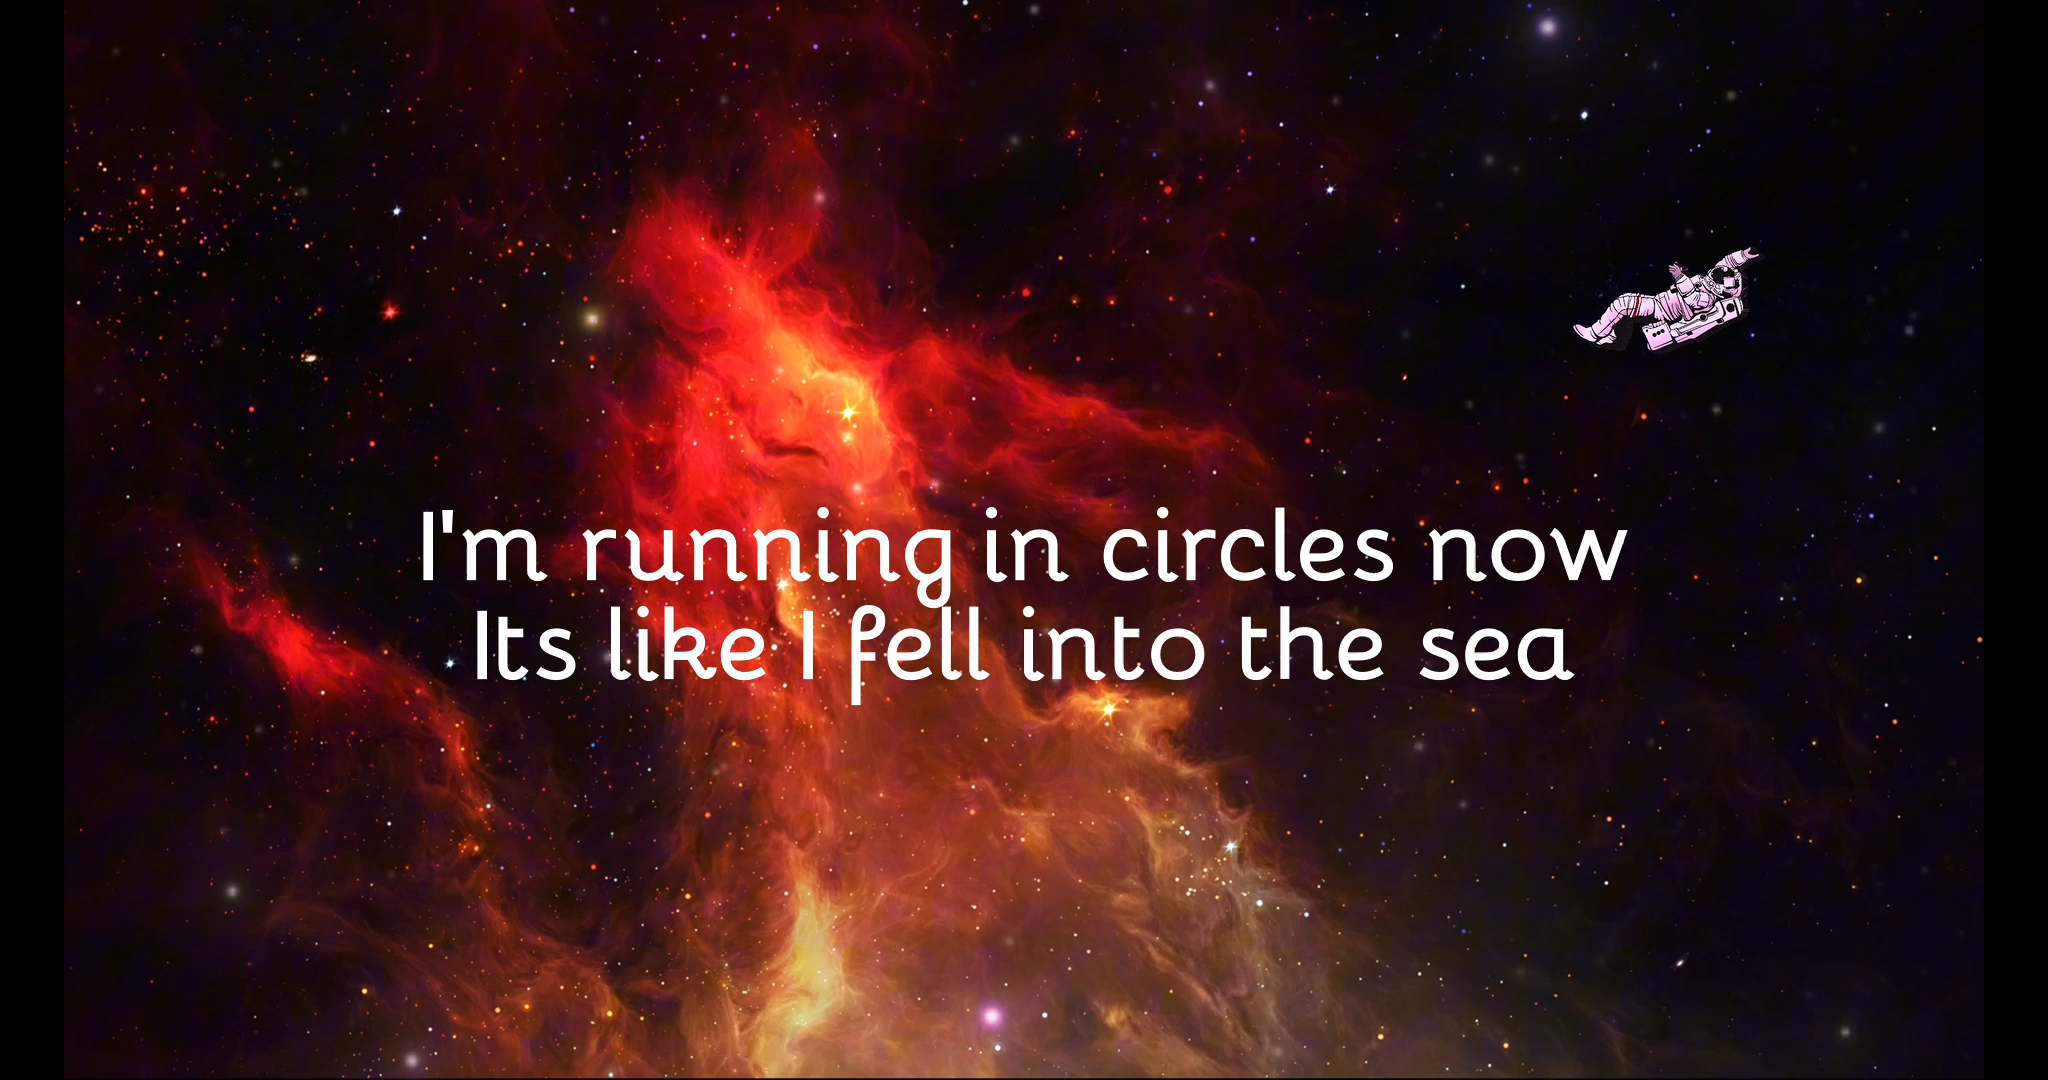 I'm running in circles now
Its like I fell into the sea